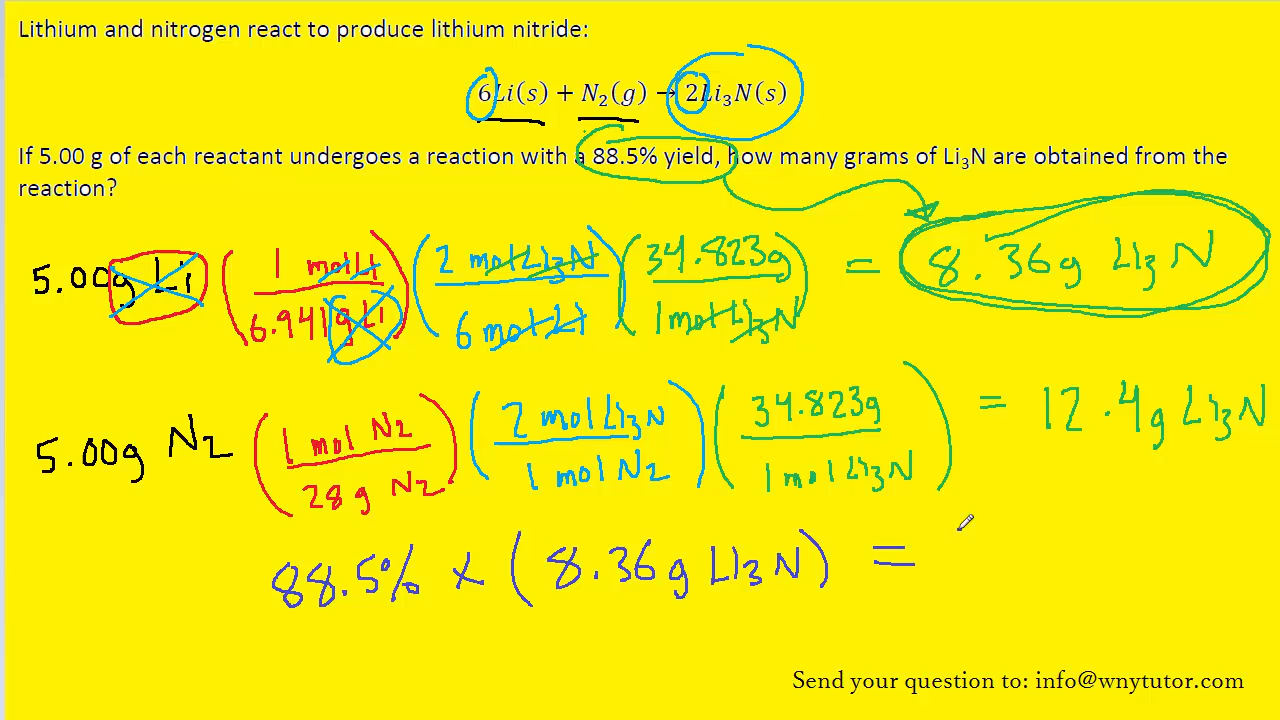 Lithium and nitrogen react to produce lithium nitride:
6Li(s) + N₂(g) → 2Li₃N(s)
If 5.00 g of each reactant undergoes a reaction with a 88.5% yield, how many grams of Li₃N are obtained from the
reaction?
5.00g Li (1 mol Li / 6.941g Li) (2 mol Li₃N / 6 mol Li) (34.823g / 1 mol Li₃N) = 8.36g Li₃N
5.00g N₂ (1 mol N₂ / 28 g N₂) (2 mol Li₃N / 1 mol N₂) (34.823g / 1 mol Li₃N) = 12.4g Li₃N
88.5% × (8.36g Li₃N) =
Send your question to: info@wnytutor.com